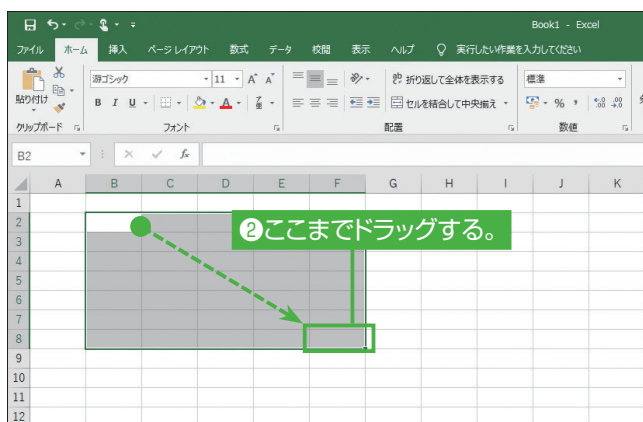 Book1 - Excel
ファイル ホーム 挿入 ページ レイアウト 数式 データ 校閲 表示 ヘルプ 実行したい作業を入力してください
游ゴシック 11 A A ab 折り返して全体を表示する 標準
貼り付け B I U A セルを結合して中央揃え % ,
クリップボード フォント 配置 数値
B2 fx
A B C D E F G H I J K
1
2
❷ここまでドラッグする。
3
4
5
6
7
8
9
10
11
12